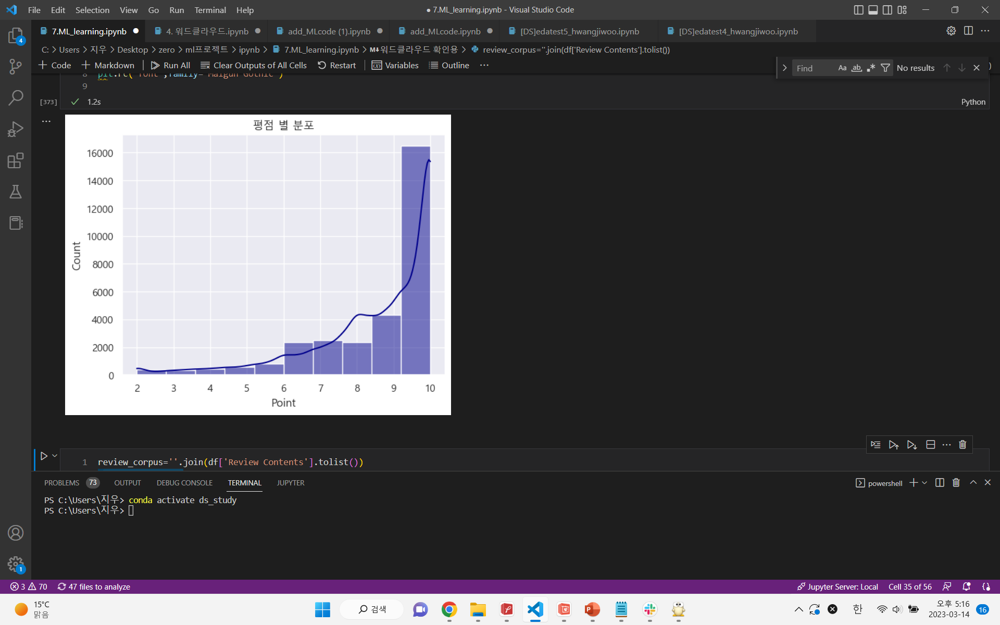 File Edit Selection View Go Run Terminal Help
● 7.ML_learning.ipynb - Visual Studio Code
7.ML_learning.ipynb
4. 워드클라우드.ipynb
add_MLcode (1).ipynb
add_MLcode.ipynb
[DS]edatest5_hwangjiwoo.ipynb
[DS]edatest4_hwangjiwoo.ipynb
4
C: > Users > 지우 > Desktop > zero > ml프로젝트 > ipynb > 7.ML_learning.ipynb > M↓워드클라우드 확인용 > review_corpus=''.join(df['Review Contents'].tolist())
+ Code + Markdown | Run All Clear Outputs of All Cells Restart | Variables Outline ...
Find Aa ab .* No results
8 plt.rc('font',family='Malgun Gothic')
9
[373] 1.2s
Python
평점 별 분포
16000
14000
12000
10000
8000
6000
4000
2000
0
Count
2 3 4 5 6 7 8 9 10
Point
1 review_corpus=''.join(df['Review Contents'].tolist())
PROBLEMS 73 OUTPUT DEBUG CONSOLE TERMINAL JUPYTER
powershell
PS C:\Users\지우> conda activate ds_study
PS C:\Users\지우>
1
3 70 47 files to analyze
Jupyter Server: Local Cell 35 of 56
15°C
맑음
검색
한
오후 5:16
2023-03-14
16